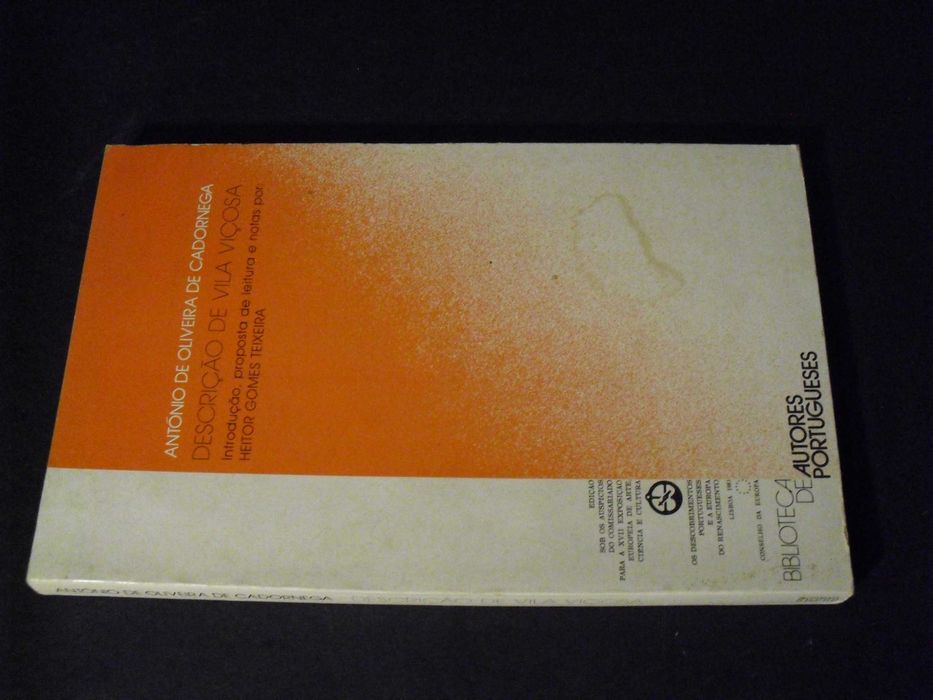 ANTÓNIO DE OLIVEIRA DE CADORNEGA
DESCRIÇÃO DE VILA VIÇOSA
Introdução, proposta de leitura e notas por
HEITOR GOMES TEIXEIRA
EDIÇÃO
SOB OS AUSPÍCIOS
DO COMISSARIADO
PARA A XVII EXPOSIÇÃO
EUROPEIA DE ARTE,
CIÊNCIA E CULTURA
OS DESCOBRIMENTOS
PORTUGUESES
E A EUROPA
DO RENASCIMENTO
LISBOA 1983
CONSELHO DA EUROPA
BIBLIOTECA
DE AUTORES
PORTUGUESES
ANTÓNIO DE OLIVEIRA DE CADORNEGA DESCRIÇÃO DE VILA VIÇOSA